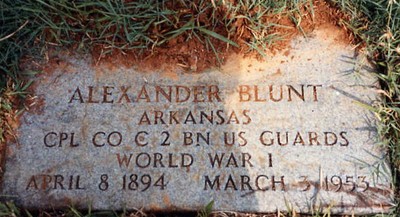 ALEXANDER BLUNT
ARKANSAS
CPL CO C 2 BN US GUARDS
WORLD WAR I
APRIL 8 1894 MARCH 3 1953